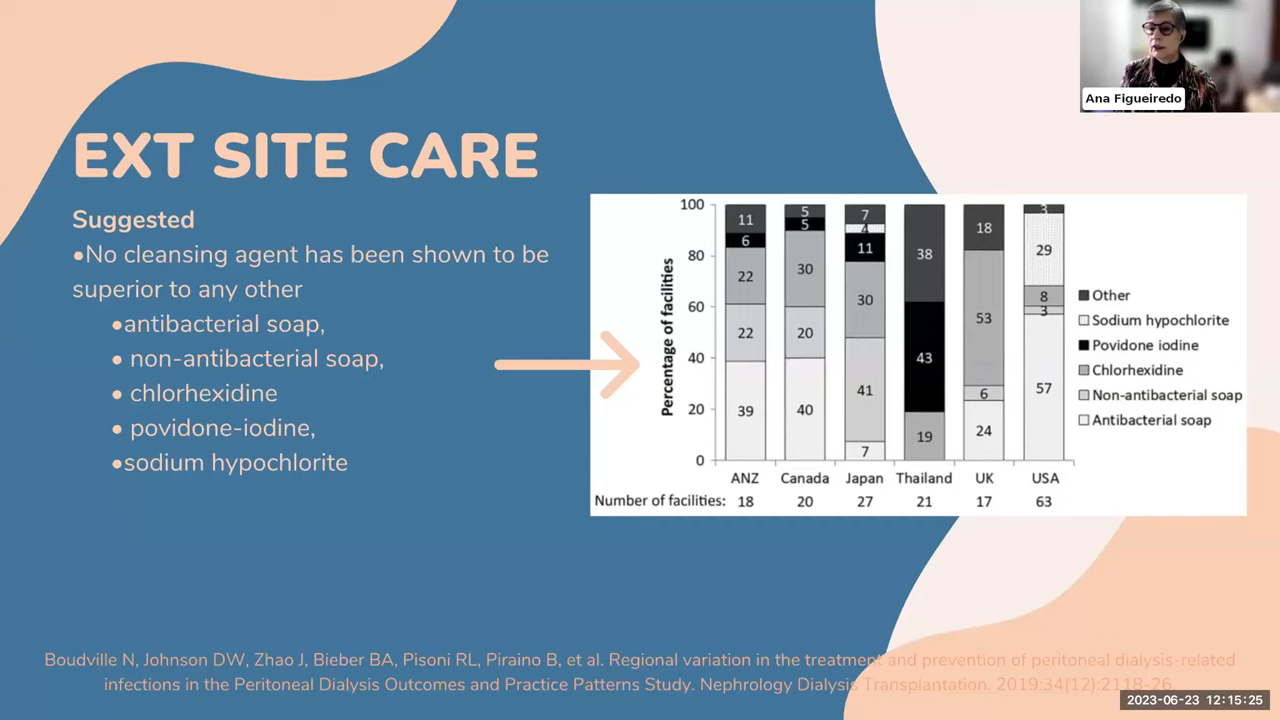 Ana Figueiredo
EXT SITE CARE
Suggested
•No cleansing agent has been shown to be
superior to any other
•antibacterial soap,
• non-antibacterial soap,
• chlorhexidine
• povidone-iodine,
•sodium hypochlorite
Percentage of facilities
100
80
60
40
20
0
11
6
22
22
39
5
5
30
20
40
7
4
11
30
41
7
38
43
19
18
53
6
24
3
29
8
3
57
ANZ Canada Japan Thailand UK USA
Number of facilities: 18 20 27 21 17 63
Other
Sodium hypochlorite
Povidone iodine
Chlorhexidine
Non-antibacterial soap
Antibacterial soap
Boudville N, Johnson DW, Zhao J, Bieber BA, Pisoni RL, Piraino B, et al. Regional variation in the treatment and prevention of peritoneal dialysis-related
infections in the Peritoneal Dialysis Outcomes and Practice Patterns Study. Nephrology Dialysis Transplantation. 2019;34(12):2118-26.
2023-06-23 12:15:25